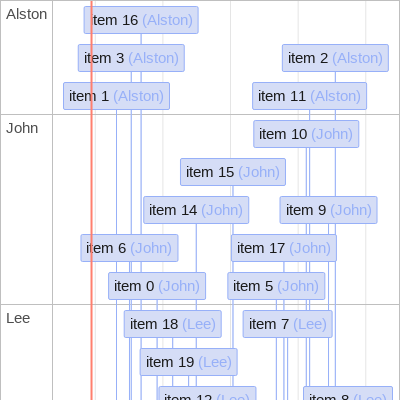 Alston
item 16 (Alston)
item 3 (Alston)
item 2 (Alston)
item 1 (Alston)
item 11 (Alston)
John
item 10 (John)
item 15 (John)
item 14 (John)
item 9 (John)
item 6 (John)
item 17 (John)
item 0 (John)
item 5 (John)
Lee
item 18 (Lee)
item 7 (Lee)
item 19 (Lee)
item 12 (Lee)
item 8 (Lee)